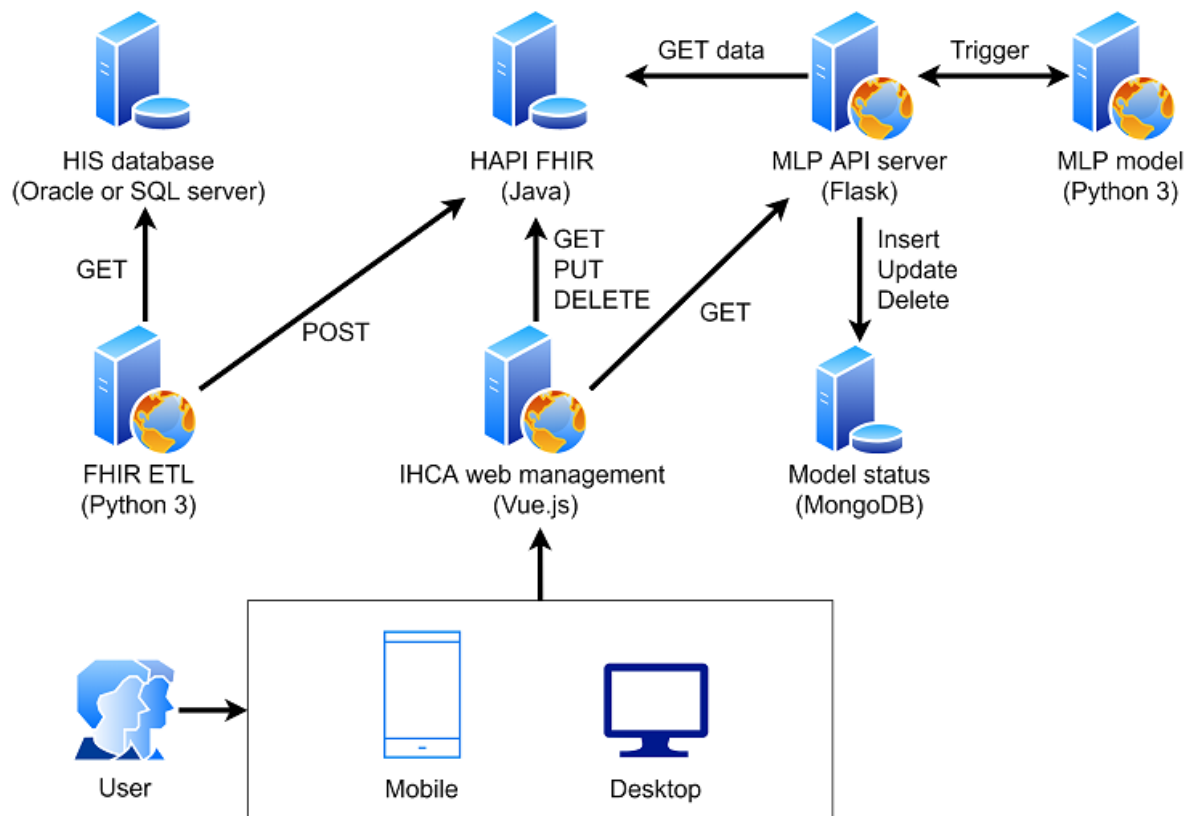 GET data
Trigger
HIS database
(Oracle or SQL server)
HAPI FHIR
(Java)
MLP API server
(Flask)
MLP model
(Python 3)
GET
POST
GET
PUT
DELETE
GET
Insert
Update
Delete
FHIR ETL
(Python 3)
IHCA web management
(Vue.js)
Model status
(MongoDB)
User
Mobile
Desktop